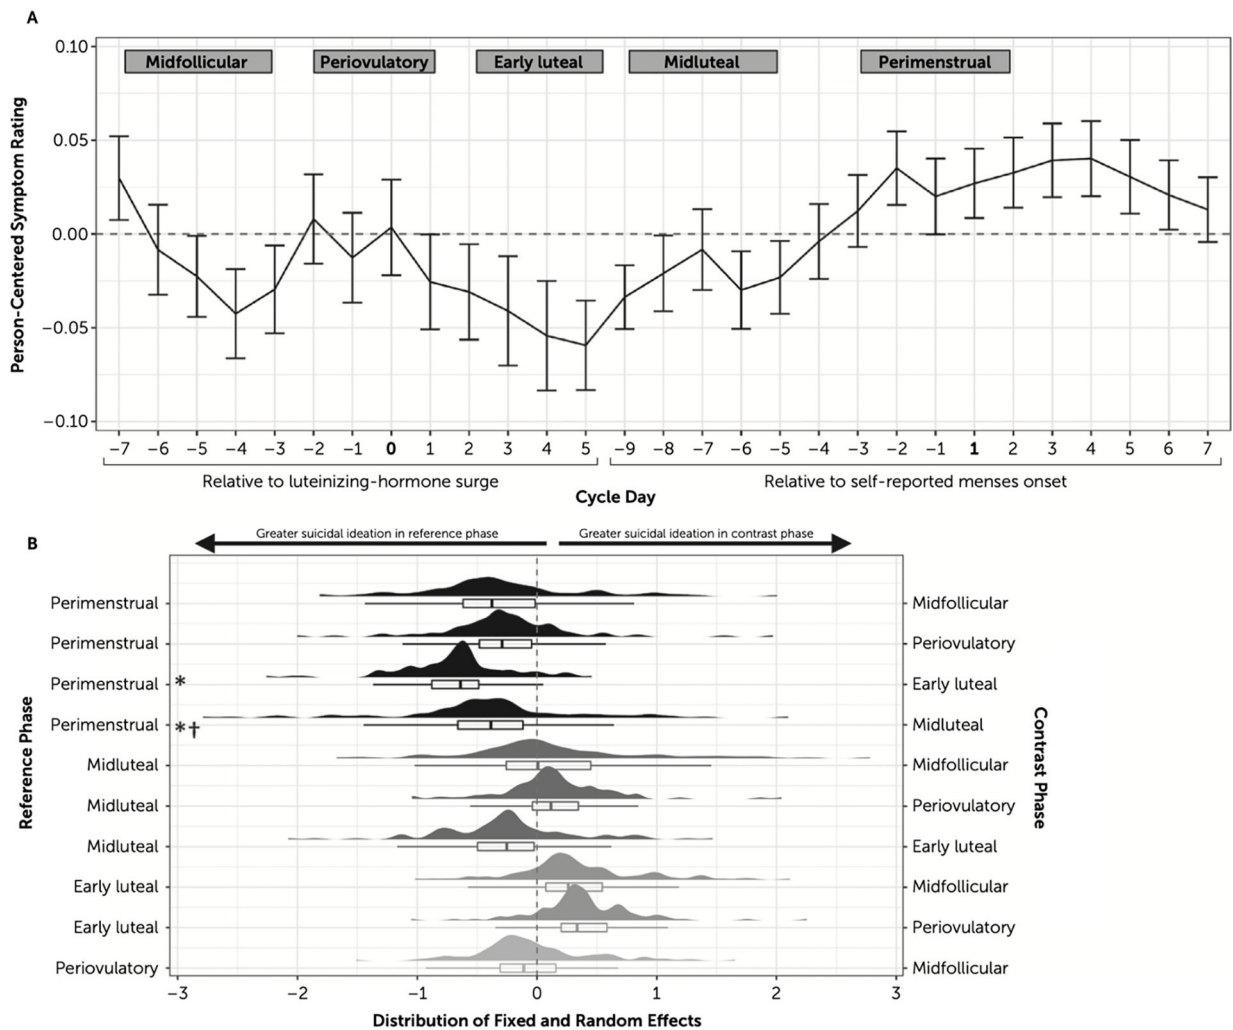 A
Midfollicular Periovulatory Early luteal Midluteal Perimenstrual
Person-Centered Symptom Rating
0.10
0.05
0.00
−0.05
−0.10
−7 −6 −5 −4 −3 −2 −1 0 1 2 3 4 5 −9 −8 −7 −6 −5 −4 −3 −2 −1 1 2 3 4 5 6 7
Relative to luteinizing-hormone surge Relative to self-reported menses onset
Cycle Day
B
Greater suicidal ideation in reference phase Greater suicidal ideation in contrast phase
Reference Phase
Contrast Phase
Perimenstrual Midfollicular
Perimenstrual Periovulatory
Perimenstrual * Early luteal
Perimenstrual *† Midluteal
Midluteal Midfollicular
Midluteal Periovulatory
Midluteal Early luteal
Early luteal Midfollicular
Early luteal Periovulatory
Periovulatory Midfollicular
−3 −2 −1 0 1 2 3
Distribution of Fixed and Random Effects